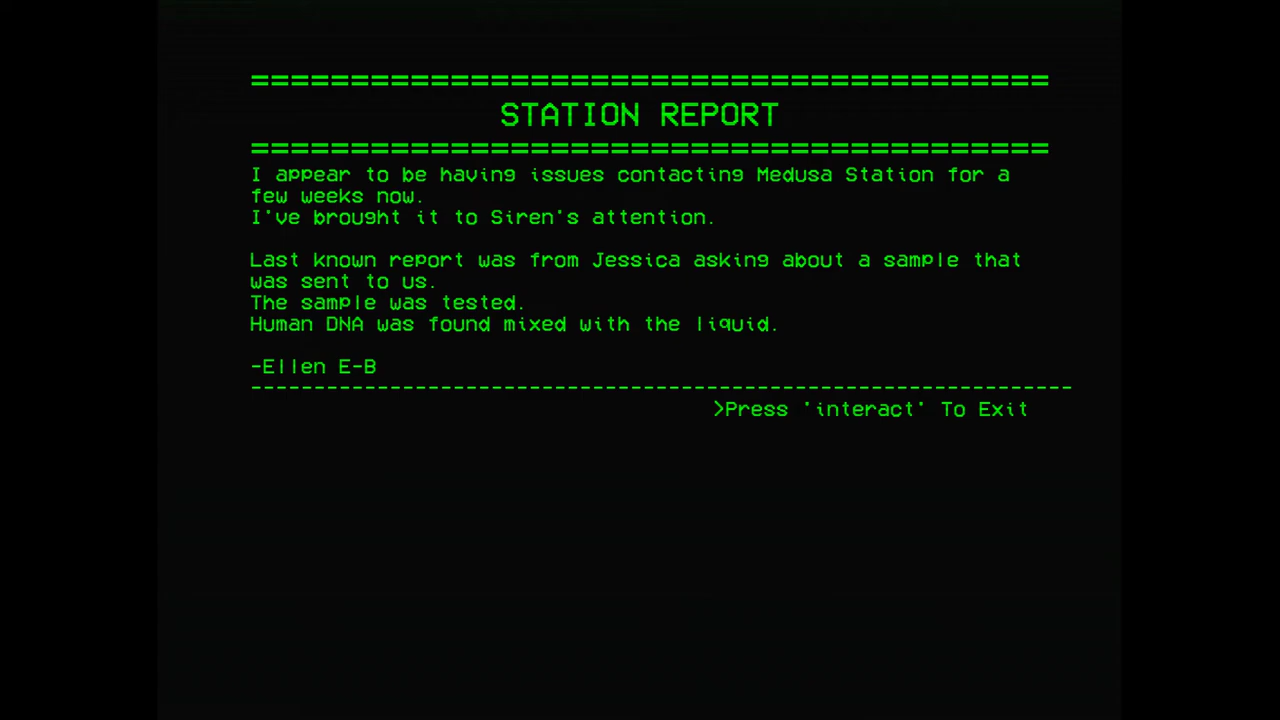 ========================================
STATION REPORT
========================================
I appear to be having issues contacting Medusa Station for a
few weeks now.
I've brought it to Siren's attention.
Last known report was from Jessica asking about a sample that
was sent to us.
The sample was tested.
Human DNA was found mixed with the liquid.
-Ellen E-B
-----------------------------------------------------------------
>Press 'interact' To Exit